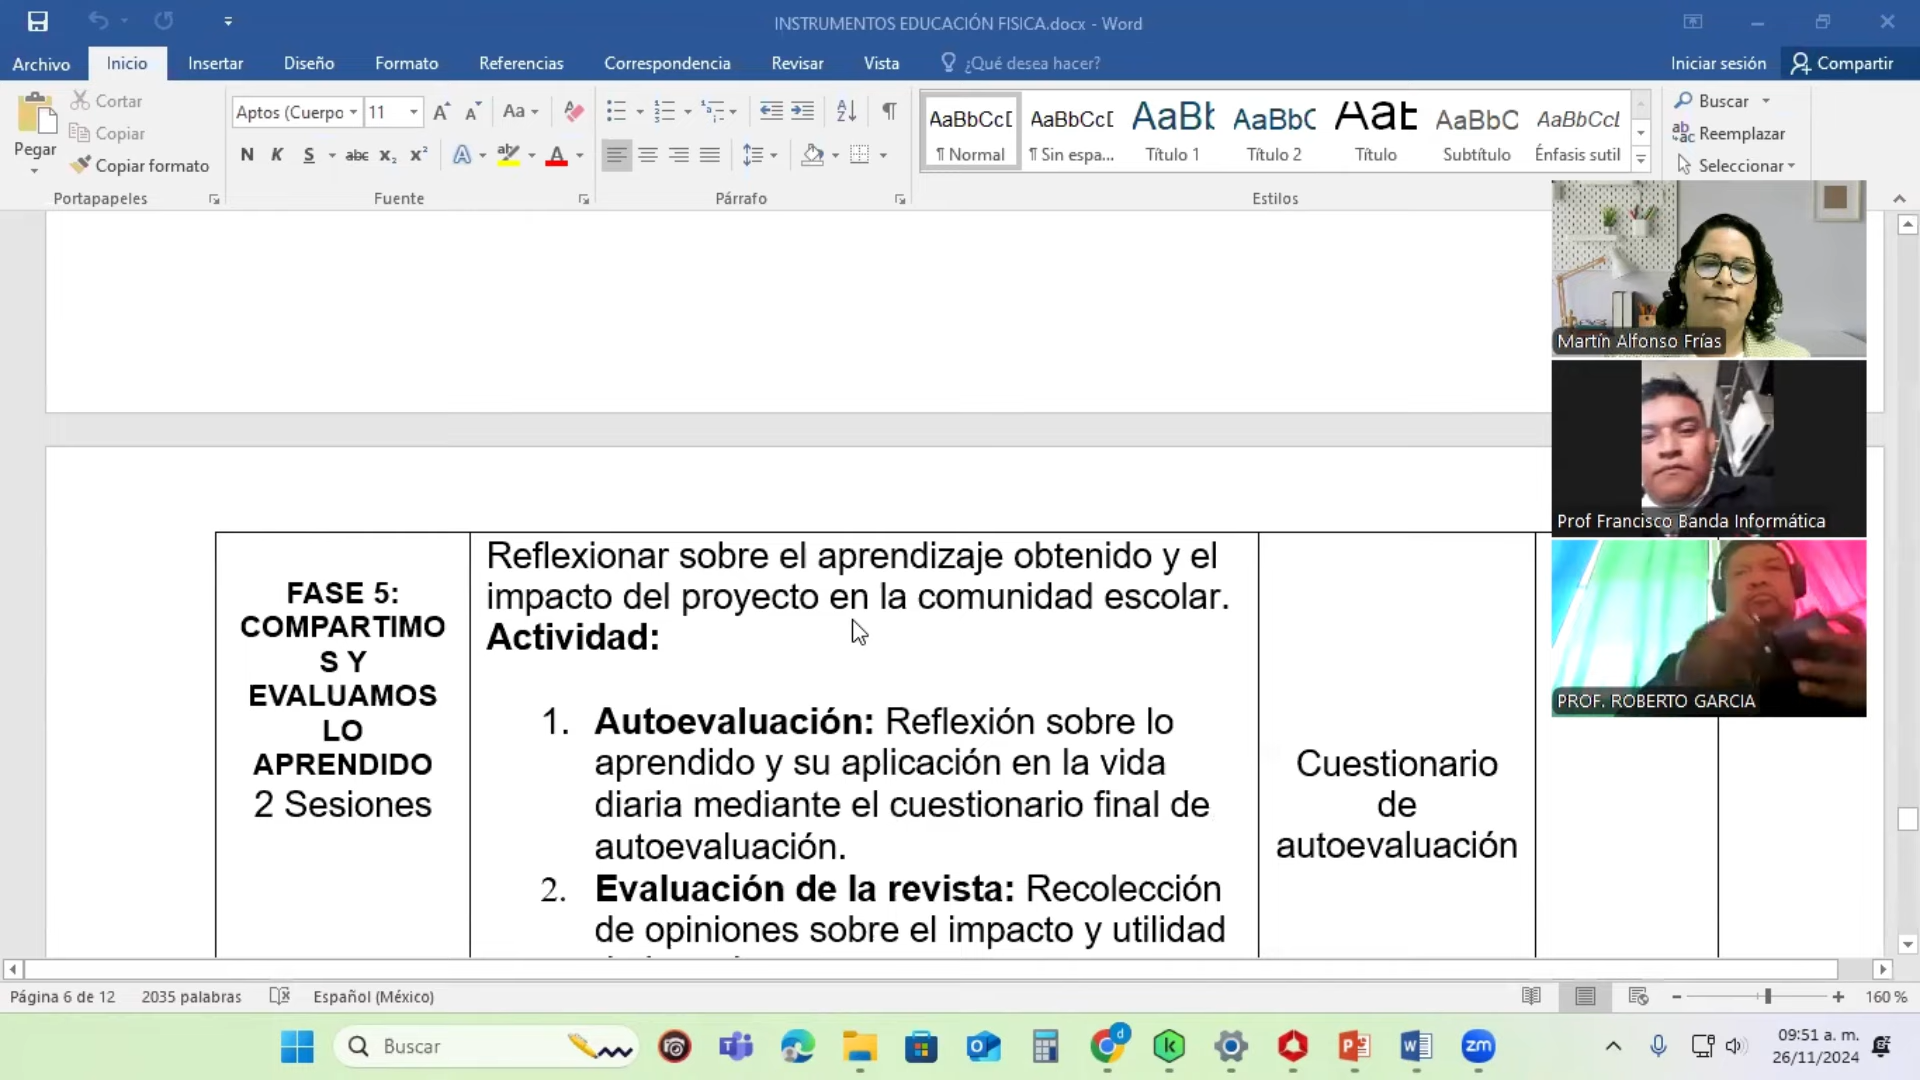 INSTRUMENTOS EDUCACIÓN FISICA.docx - Word
Archivo Inicio Insertar Diseño Formato Referencias Correspondencia Revisar Vista ¿Qué desea hacer? Iniciar sesión Compartir
Pegar
Cortar
Copiar
Copiar formato
Portapapeles
Aptos (Cuerpo 11
Aa
N K S abc x₂ x²
Fuente
Párrafo
AaBbCcI AaBbCcI AaBb AaBbC AaB AaBbC AaBbCcL
¶ Normal ¶ Sin espa... Título 1 Título 2 Título Subtítulo Énfasis sutil
Estilos
Buscar
Reemplazar
Seleccionar
Martín Alfonso Frías
Prof Francisco Banda Informática
PROF. ROBERTO GARCIA
FASE 5:
COMPARTIMO
S Y
EVALUAMOS
LO
APRENDIDO
2 Sesiones
Reflexionar sobre el aprendizaje obtenido y el
impacto del proyecto en la comunidad escolar.
Actividad:
1. Autoevaluación: Reflexión sobre lo
aprendido y su aplicación en la vida
diaria mediante el cuestionario final de
autoevaluación.
2. Evaluación de la revista: Recolección
de opiniones sobre el impacto y utilidad
Cuestionario
de
autoevaluación
Página 6 de 12 2035 palabras Español (México) 160 %
Buscar
09:51 a. m.
26/11/2024